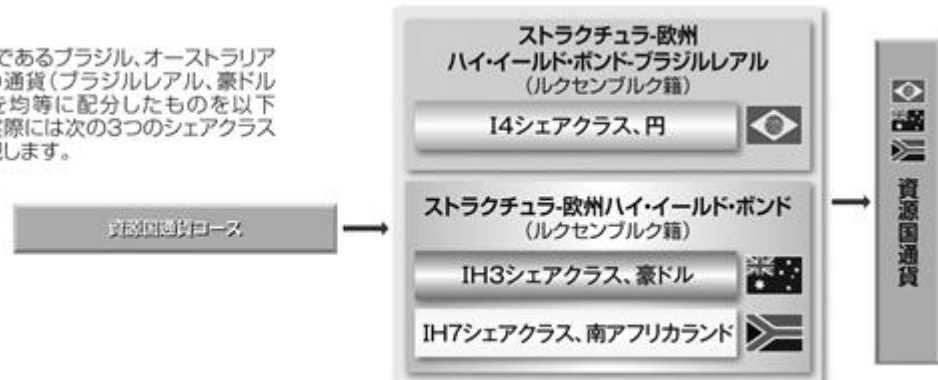 であるブラジル、オーストラリア
通貨（ブラジルレアル、豪ドル
を均等に配分したものを以下
際には次の3つのシェアクラス
見します。
資源国通貨コース
ストラクチュラ-欧州
ハイ・イールド・ボンド-ブラジルレアル
（ルクセンブルク籍）
I4シェアクラス、円
ストラクチュラ-欧州ハイ・イールド・ボンド
（ルクセンブルク籍）
IH3シェアクラス、豪ドル
IH7シェアクラス、南アフリカランド
資源国通貨